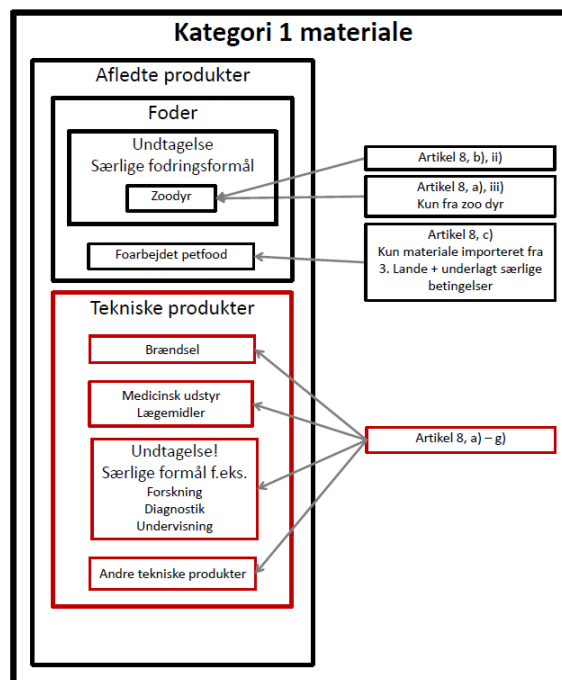 Kategori 1 materiale
Afledte produkter
Foder
Undtagelse
Særlige fodringsformål
Zoodyr
Foarbejdet petfood
Artikel 8, b), ii)
Artikel 8, a), iii)
Kun fra zoo dyr
Artikel 8, c)
Kun materiale importeret fra
3. Lande + underlagt særlige
betingelser
Tekniske produkter
Brændsel
Medicinsk udstyr
Lægemidler
Undtagelse!
Særlige formål f.eks.
Forskning
Diagnostik
Undervisning
Andre tekniske produkter
Artikel 8, a) – g)